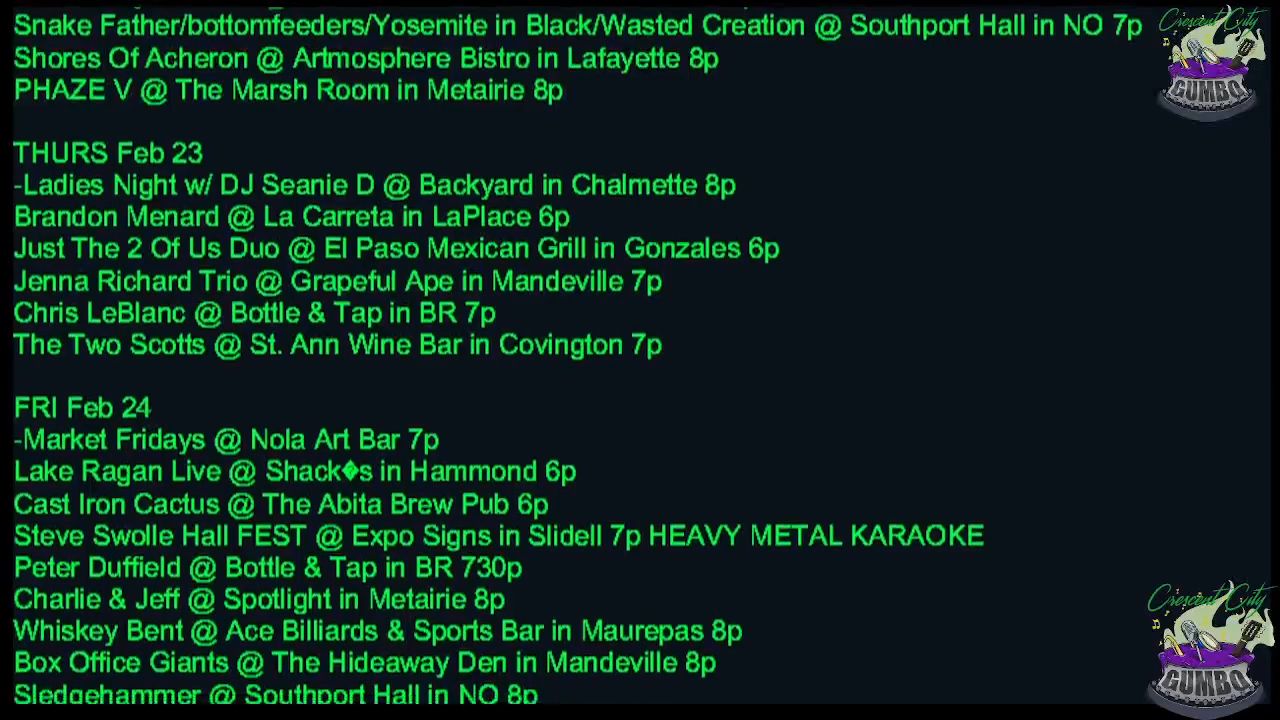 Snake Father/bottomfeeders/Yosemite in Black/Wasted Creation @ Southport Hall in NO 7p
Shores Of Acheron @ Artmosphere Bistro in Lafayette 8p
PHAZE V @ The Marsh Room in Metairie 8p
THURS Feb 23
-Ladies Night w/ DJ Seanie D @ Backyard in Chalmette 8p
Brandon Menard @ La Carreta in LaPlace 6p
Just The 2 Of Us Duo @ El Paso Mexican Grill in Gonzales 6p
Jenna Richard Trio @ Grapeful Ape in Mandeville 7p
Chris LeBlanc @ Bottle & Tap in BR 7p
The Two Scotts @ St. Ann Wine Bar in Covington 7p
FRI Feb 24
-Market Fridays @ Nola Art Bar 7p
Lake Ragan Live @ Shack�s in Hammond 6p
Cast Iron Cactus @ The Abita Brew Pub 6p
Steve Swolle Hall FEST @ Expo Signs in Slidell 7p HEAVY METAL KARAOKE
Peter Duffield @ Bottle & Tap in BR 730p
Charlie & Jeff @ Spotlight in Metairie 8p
Whiskey Bent @ Ace Billiards & Sports Bar in Maurepas 8p
Box Office Giants @ The Hideaway Den in Mandeville 8p
Sledgehammer @ Southport Hall in NO 8p
Crescent City
GUMBO
Crescent City
GUMBO